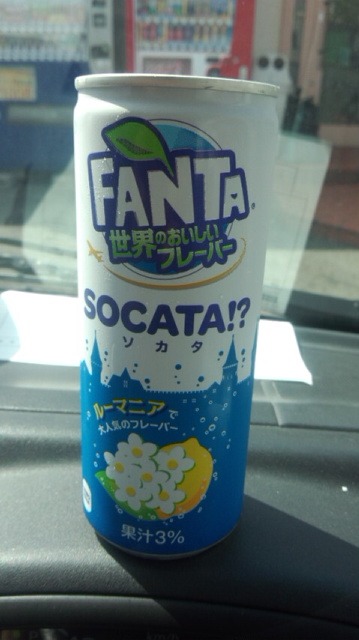 FANTA
世界のおいしい
フレーバー
SOCATA!?
ソカタ
ルーマニアで
大人気のフレーバー
果汁3%